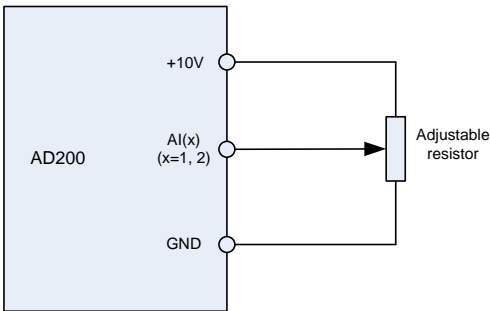 +10V
AI(x)
(x=1, 2)
AD200
GND
Adjustable
resistor